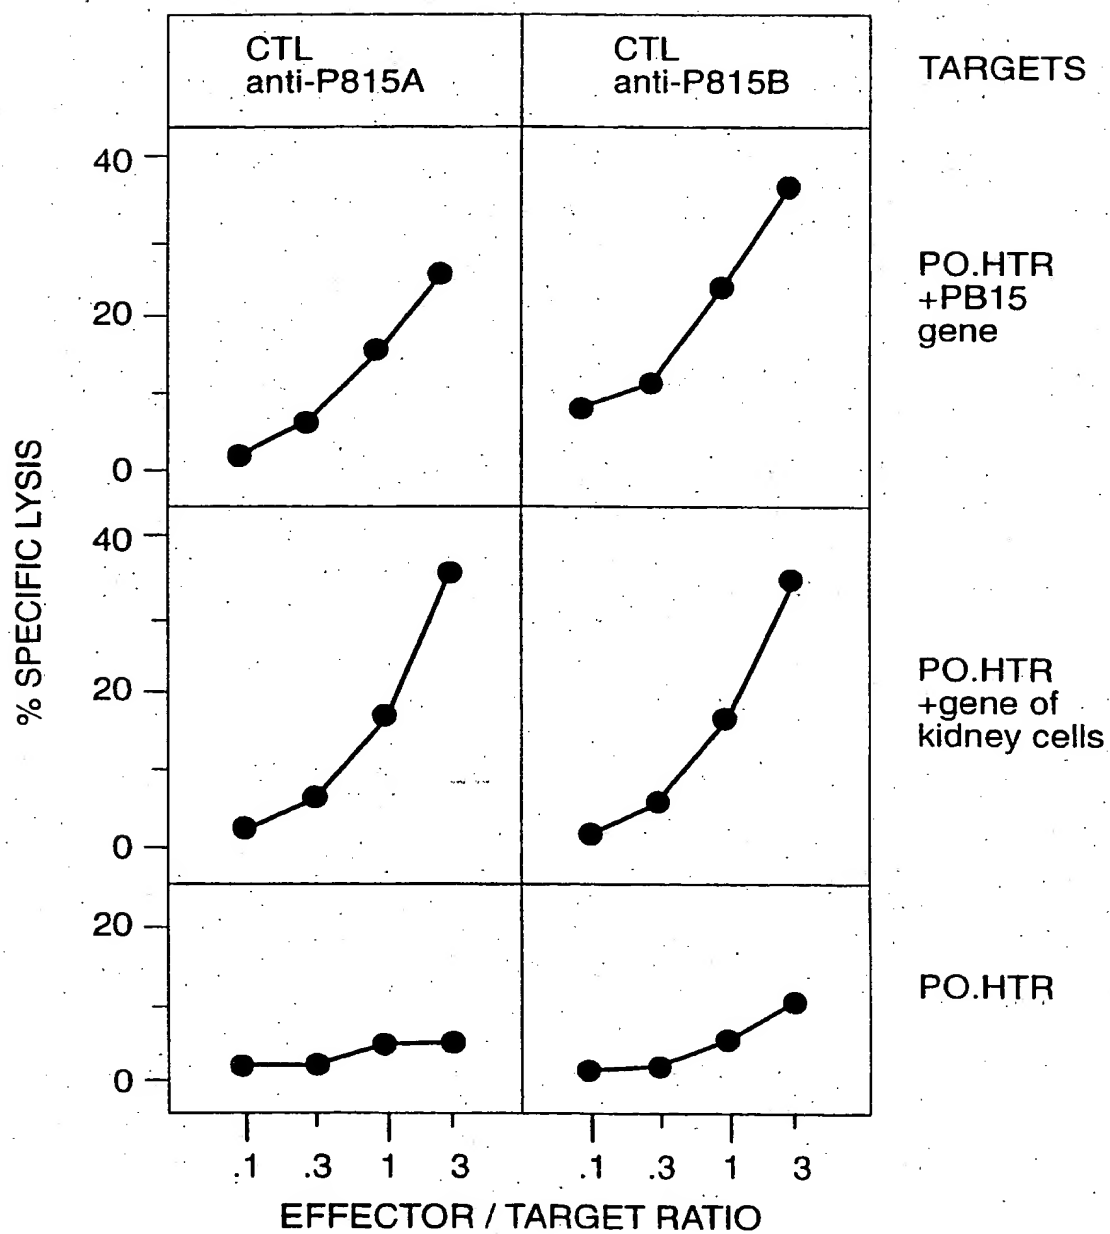 CTL
anti-P815A
CTL
anti-P815B
TARGETS
40
20
0
PO.HTR
+PB15
gene
% SPECIFIC LYSIS
40
20
0
PO.HTR
+gene of
kidney cells
20
0
PO.HTR
.1 .3 1 3 .1 .3 1 3
EFFECTOR / TARGET RATIO